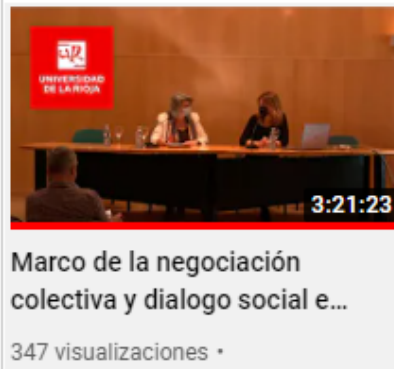 UNIVERSIDAD
DE LA RIOJA
3:21:23
Marco de la negociación
colectiva y dialogo social e...
347 visualizaciones •